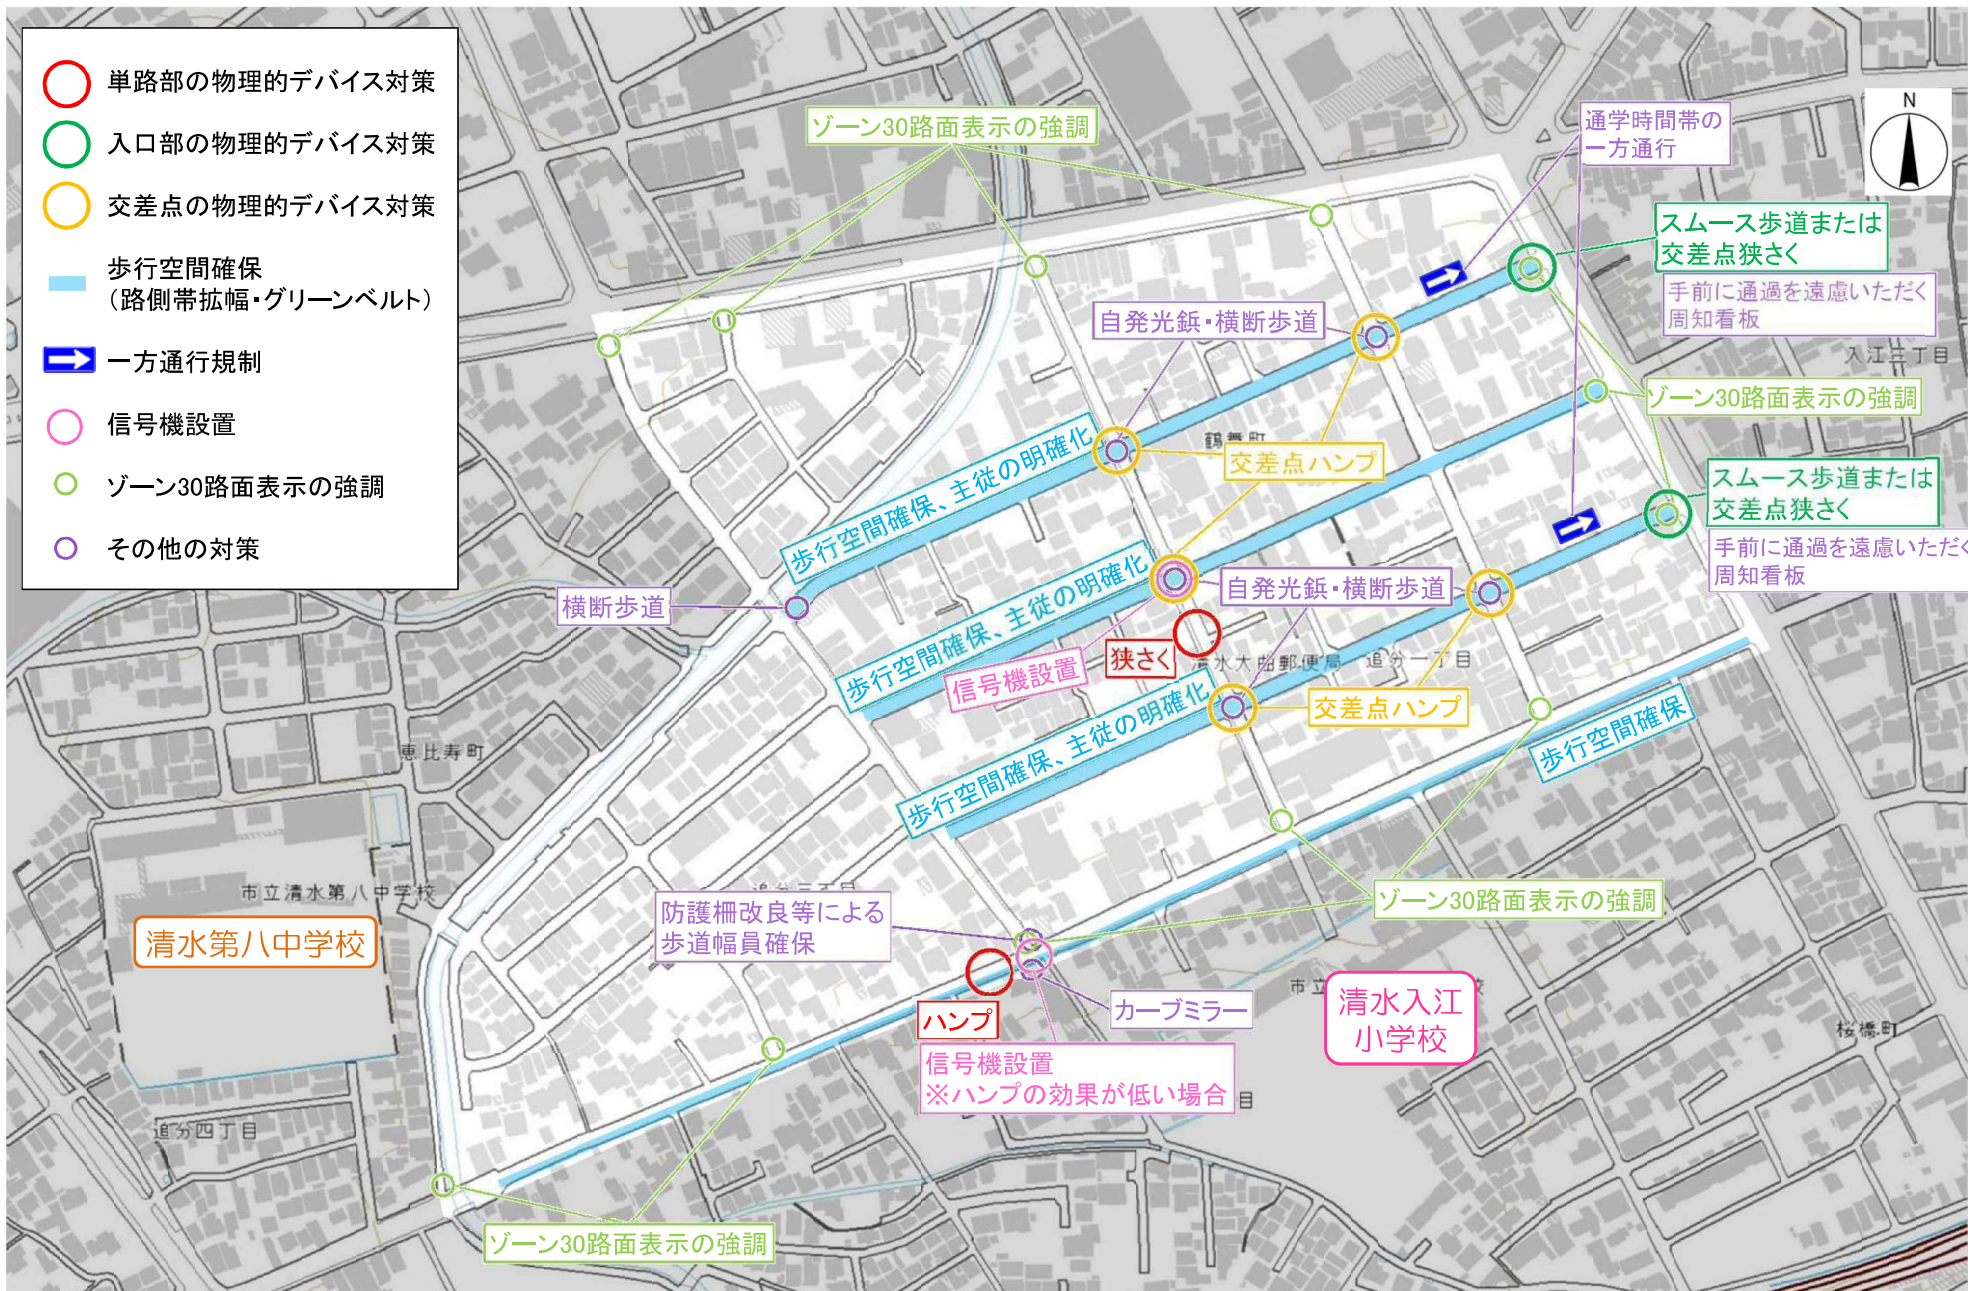 単路部の物理的デバイス対策
入口部の物理的デバイス対策
交差点の物理的デバイス対策
歩行空間確保
（路側帯拡幅・グリーンベルト）
一方通行規制
信号機設置
ゾーン30路面表示の強調
その他の対策
ゾーン30路面表示の強調
通学時間帯の
一方通行
N
スムース歩道または
交差点狭さく
手前に通過を遠慮いただく
周知看板
入江三丁目
自発光鋲・横断歩道
ゾーン30路面表示の強調
鶴舞町
交差点ハンプ
歩行空間確保、主従の明確化
スムース歩道または
交差点狭さく
手前に通過を遠慮いただく
周知看板
歩行空間確保、主従の明確化
自発光鋲・横断歩道
横断歩道
狭さく
清水大曲郵便局
追分一丁目
信号機設置
歩行空間確保、主従の明確化
交差点ハンプ
歩行空間確保
恵比寿町
市立清水第八中学校
清水第八中学校
追分三丁目
防護柵改良等による
歩道幅員確保
ゾーン30路面表示の強調
市立
校
清水入江
小学校
ハンプ
カーブミラー
桜橋町
信号機設置
※ハンプの効果が低い場合
目
追分四丁目
ゾーン30路面表示の強調